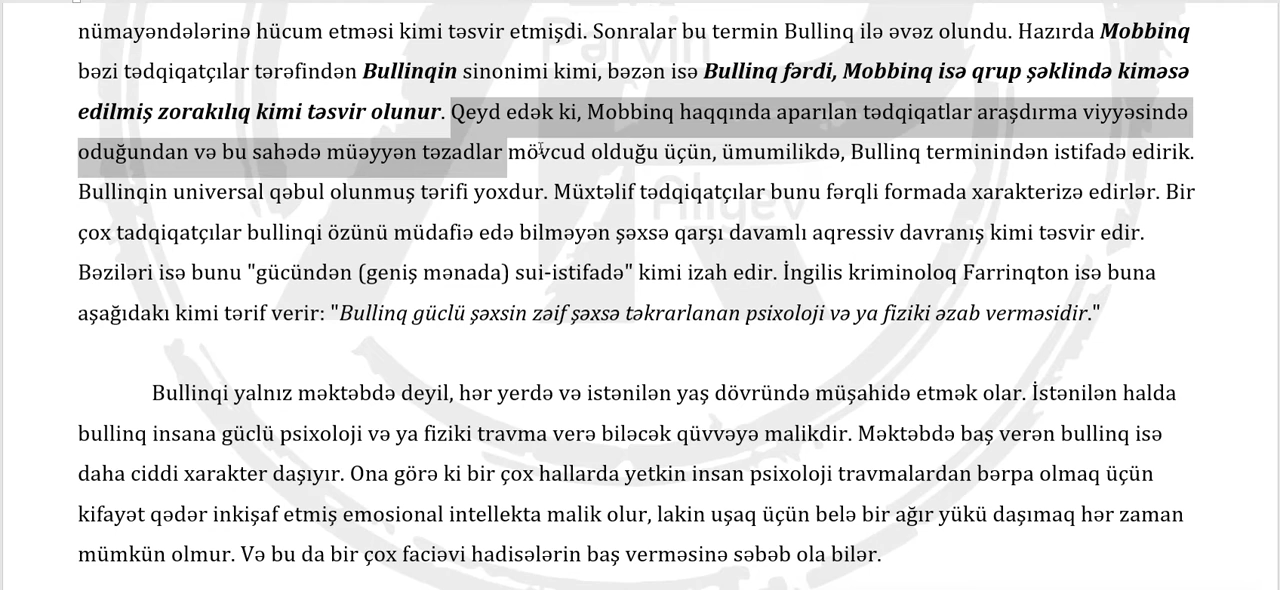 nümayəndələrinə hücum etməsi kimi təsvir etmişdi. Sonralar bu termin Bullinq ilə əvəz olundu. Hazırda Mobbinq
bəzi tədqiqatçılar tərəfindən Bullinqin sinonimi kimi, bəzən isə Bullinq fərdi, Mobbinq isə qrup şəklində kiməsə
edilmiş zorakılıq kimi təsvir olunur. Qeyd edək ki, Mobbinq haqqında aparılan tədqiqatlar araşdırma viyyəsində
oduğundan və bu sahədə müəyyən təzadlar mövcud olduğu üçün, ümumilikdə, Bullinq terminindən istifadə edirik.
Bullinqin universal qəbul olunmuş tərifi yoxdur. Müxtəlif tədqiqatçılar bunu fərqli formada xarakterizə edirlər. Bir
çox tadqiqatçılar bullinqi özünü müdafiə edə bilməyən şəxsə qarşı davamlı aqressiv davranış kimi təsvir edir.
Bəziləri isə bunu "gücündən (geniş mənada) sui-istifadə" kimi izah edir. İngilis kriminoloq Farrinqton isə buna
aşağıdakı kimi tərif verir: "Bullinq güclü şəxsin zəif şəxsə təkrarlanan psixoloji və ya fiziki əzab verməsidir."
Bullinqi yalnız məktəbdə deyil, hər yerdə və istənilən yaş dövründə müşahidə etmək olar. İstənilən halda
bullinq insana güclü psixoloji və ya fiziki travma verə biləcək qüvvəyə malikdir. Məktəbdə baş verən bullinq isə
daha ciddi xarakter daşıyır. Ona görə ki bir çox hallarda yetkin insan psixoloji travmalardan bərpa olmaq üçün
kifayət qədər inkişaf etmiş emosional intellektə malik olur, lakin uşaq üçün belə bir ağır yükü daşımaq hər zaman
mümkün olmur. Və bu da bir çox faciəvi hadisələrin baş verməsinə səbəb ola bilər.
Parvin
Aliyev